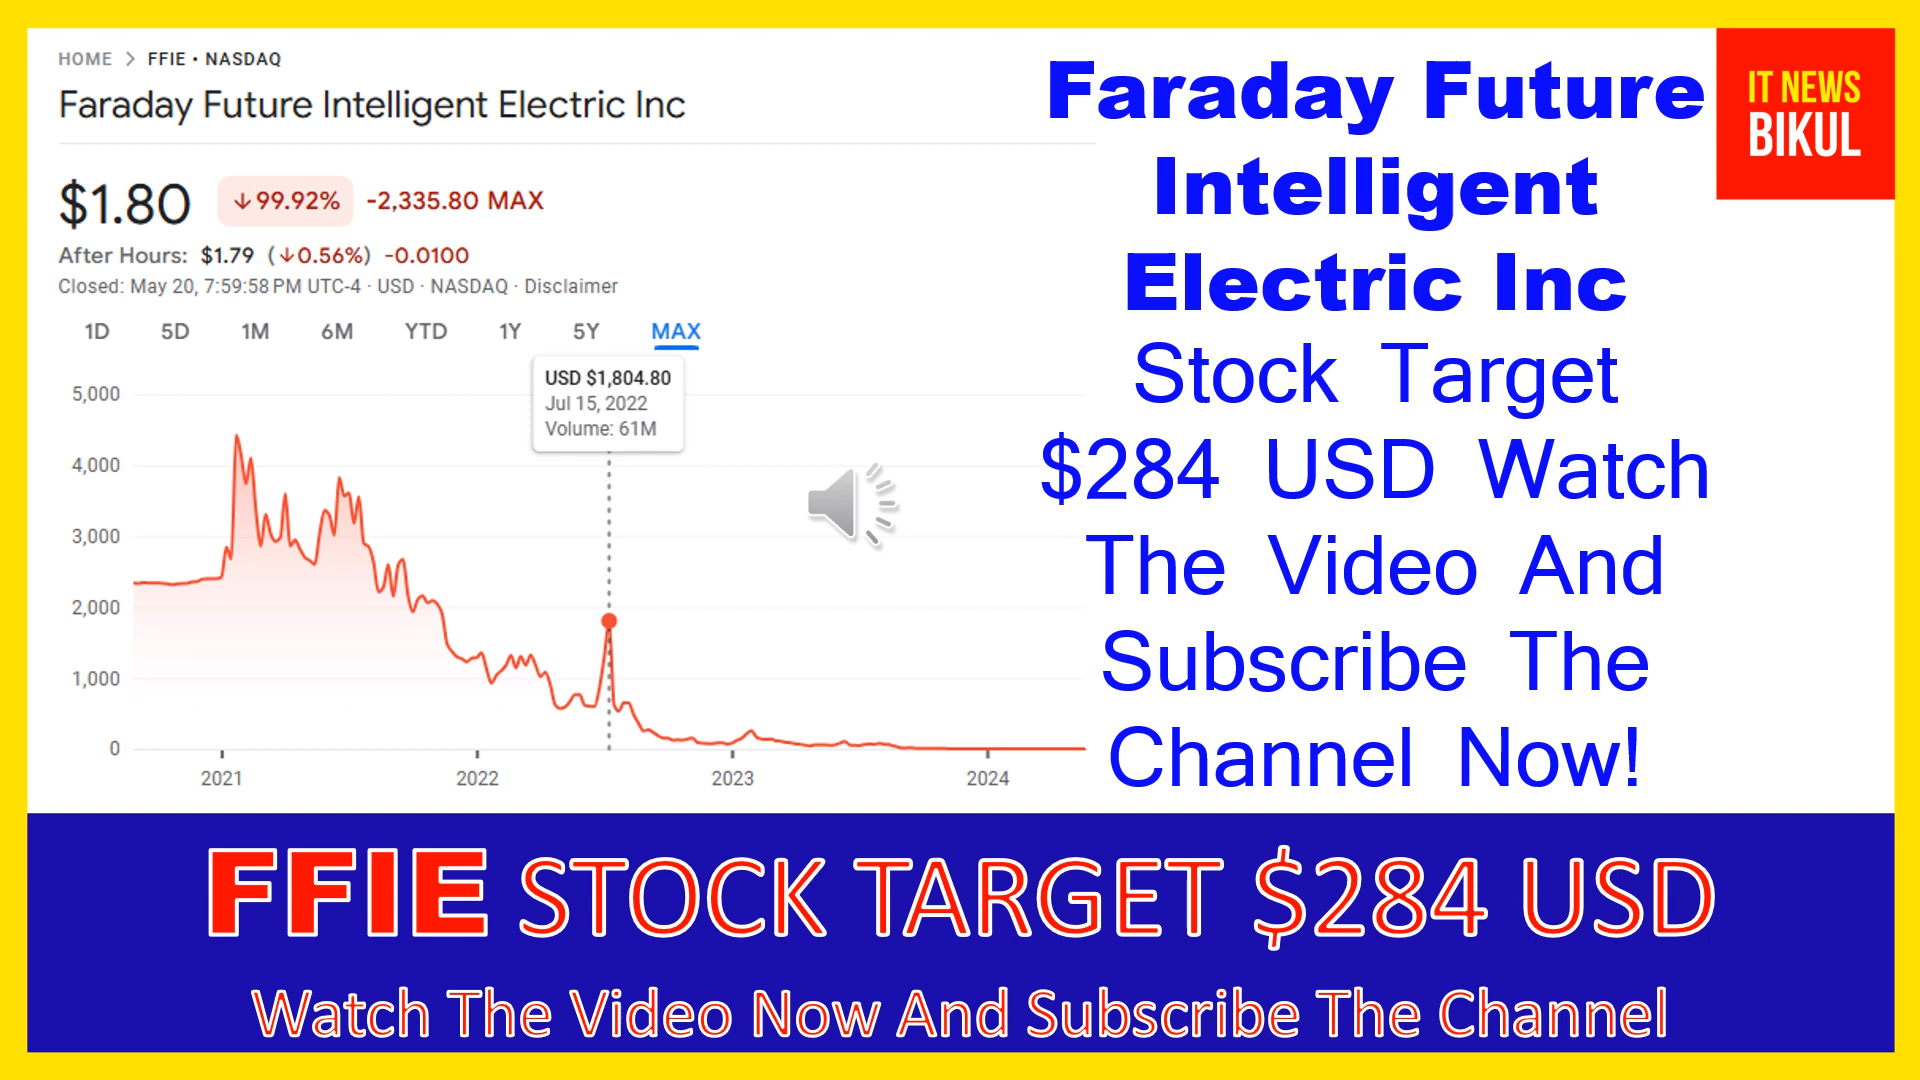 HOME > FFIE • NASDAQ
Faraday Future Intelligent Electric Inc
$1.80 ↓99.92% -2,335.80 MAX
After Hours: $1.79 (↓0.56%) -0.0100
Closed: May 20, 7:59:58 PM UTC-4 · USD · NASDAQ · Disclaimer
1D 5D 1M 6M YTD 1Y 5Y MAX
USD $1,804.80
Jul 15, 2022
Volume: 61M
5,000
4,000
3,000
2,000
1,000
0
2021 2022 2023 2024
Faraday Future
Intelligent
Electric Inc
Stock Target
$284 USD Watch
The Video And
Subscribe The
Channel Now!
IT NEWS
BIKUL
FFIE STOCK TARGET $284 USD
Watch The Video Now And Subscribe The Channel